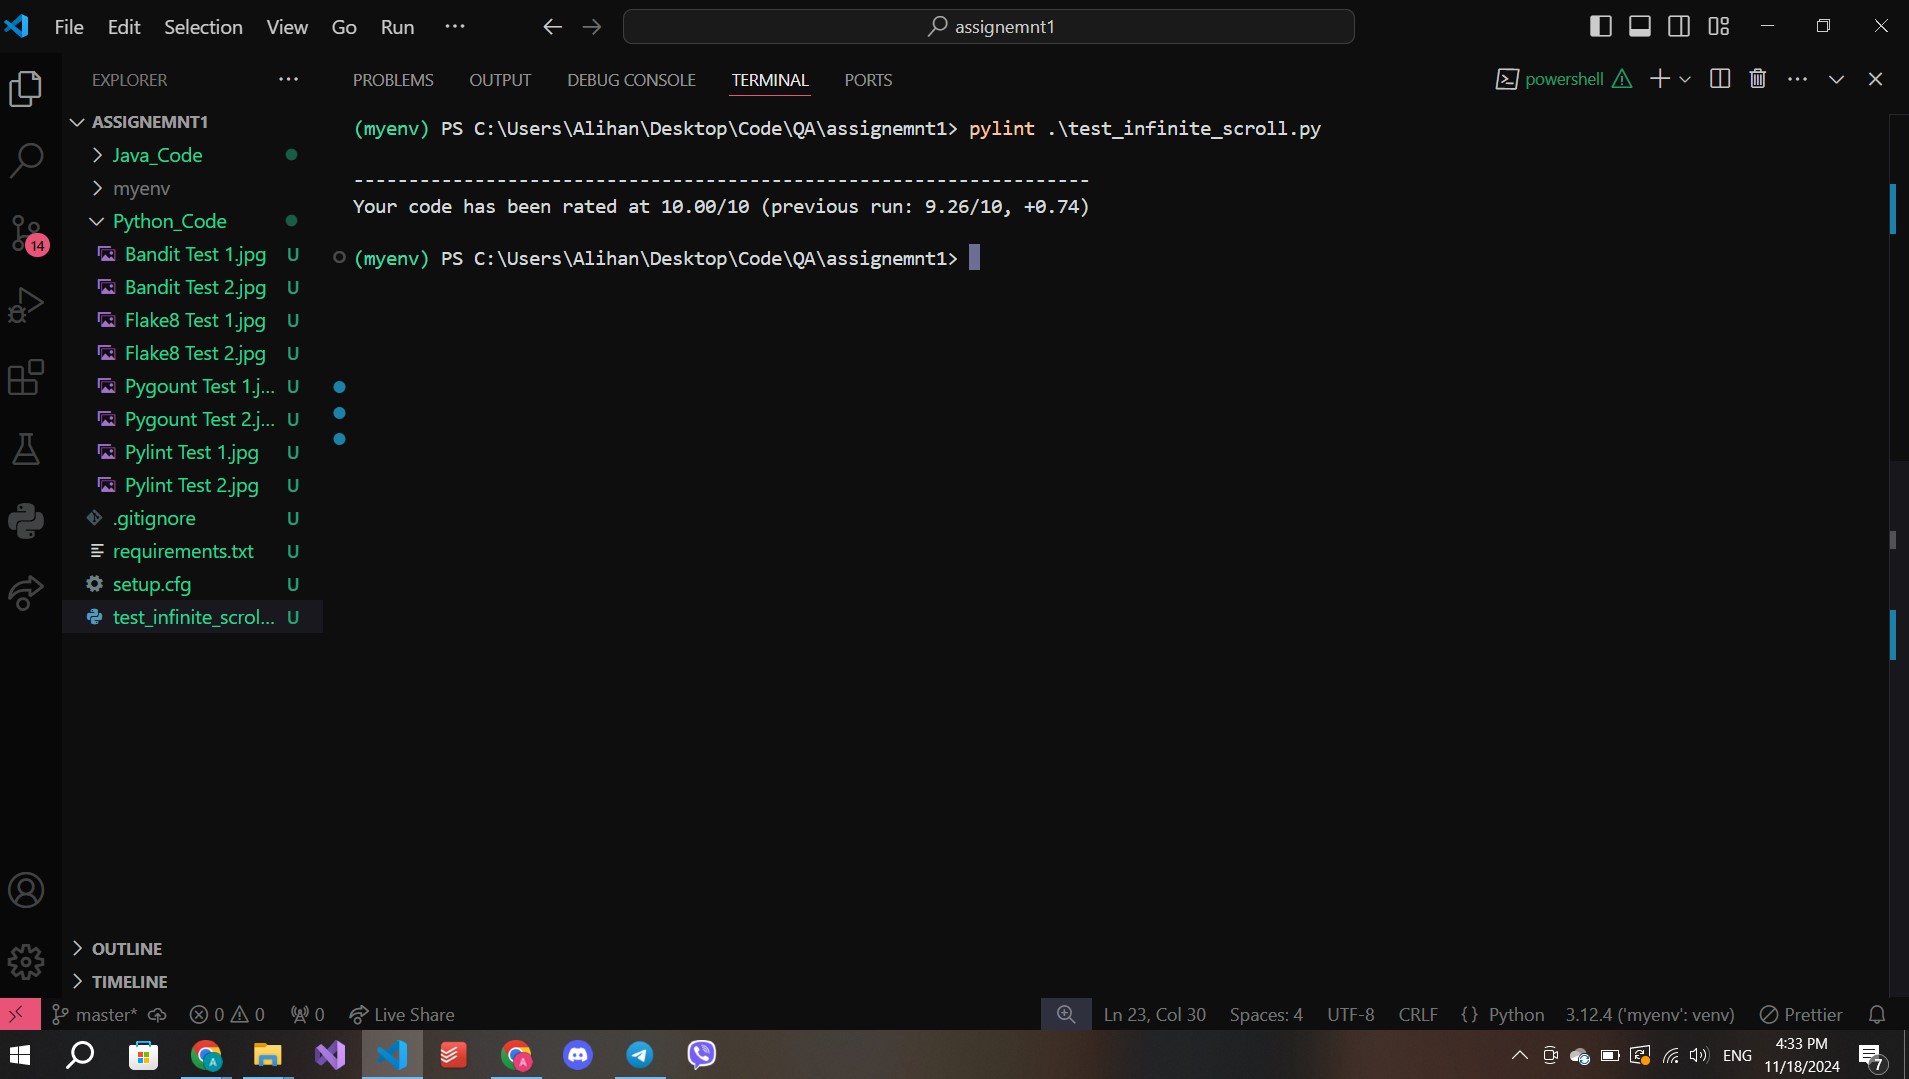 File Edit Selection View Go Run ... assignemnt1
EXPLORER ... PROBLEMS OUTPUT DEBUG CONSOLE TERMINAL PORTS powershell ...
ASSIGNEMNT1
Java_Code
myenv
Python_Code
Bandit Test 1.jpg U
Bandit Test 2.jpg U
Flake8 Test 1.jpg U
Flake8 Test 2.jpg U
Pygount Test 1.j... U
Pygount Test 2.j... U
Pylint Test 1.jpg U
Pylint Test 2.jpg U
.gitignore U
requirements.txt U
setup.cfg U
test_infinite_scrol... U
14
(myenv) PS C:\Users\Alihan\Desktop\Code\QA\assignemnt1> pylint .\test_infinite_scroll.py
-------------------------------------------------------------------
Your code has been rated at 10.00/10 (previous run: 9.26/10, +0.74)
(myenv) PS C:\Users\Alihan\Desktop\Code\QA\assignemnt1>
OUTLINE
TIMELINE
master* 0 0 0 Live Share Ln 23, Col 30 Spaces: 4 UTF-8 CRLF {} Python 3.12.4 ('myenv': venv) Prettier
ENG 4:33 PM
11/18/2024 7